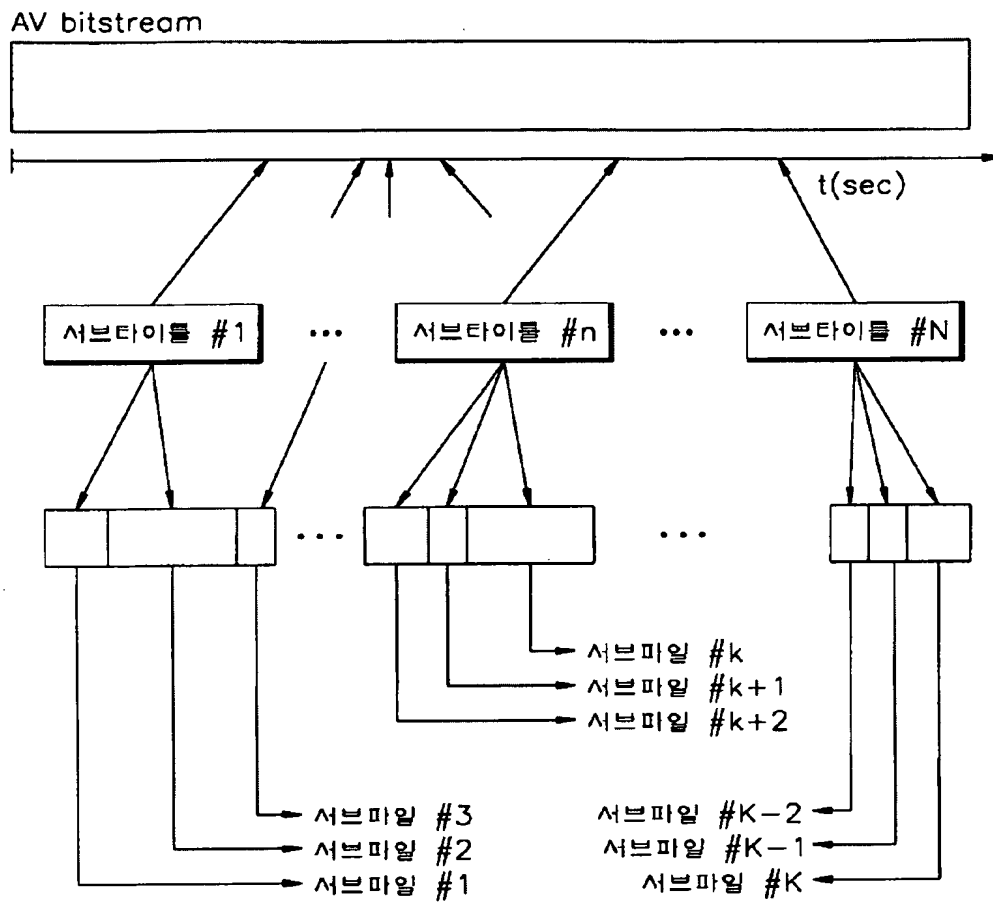 AV bitstream
t(sec)
서브타이틀 #1 ... 서브타이틀 #n ... 서브타이틀 #N
... ...
서브파일 #k
서브파일 #k+1
서브파일 #k+2
서브파일 #3
서브파일 #2
서브파일 #1
서브파일 #K-2
서브파일 #K-1
서브파일 #K